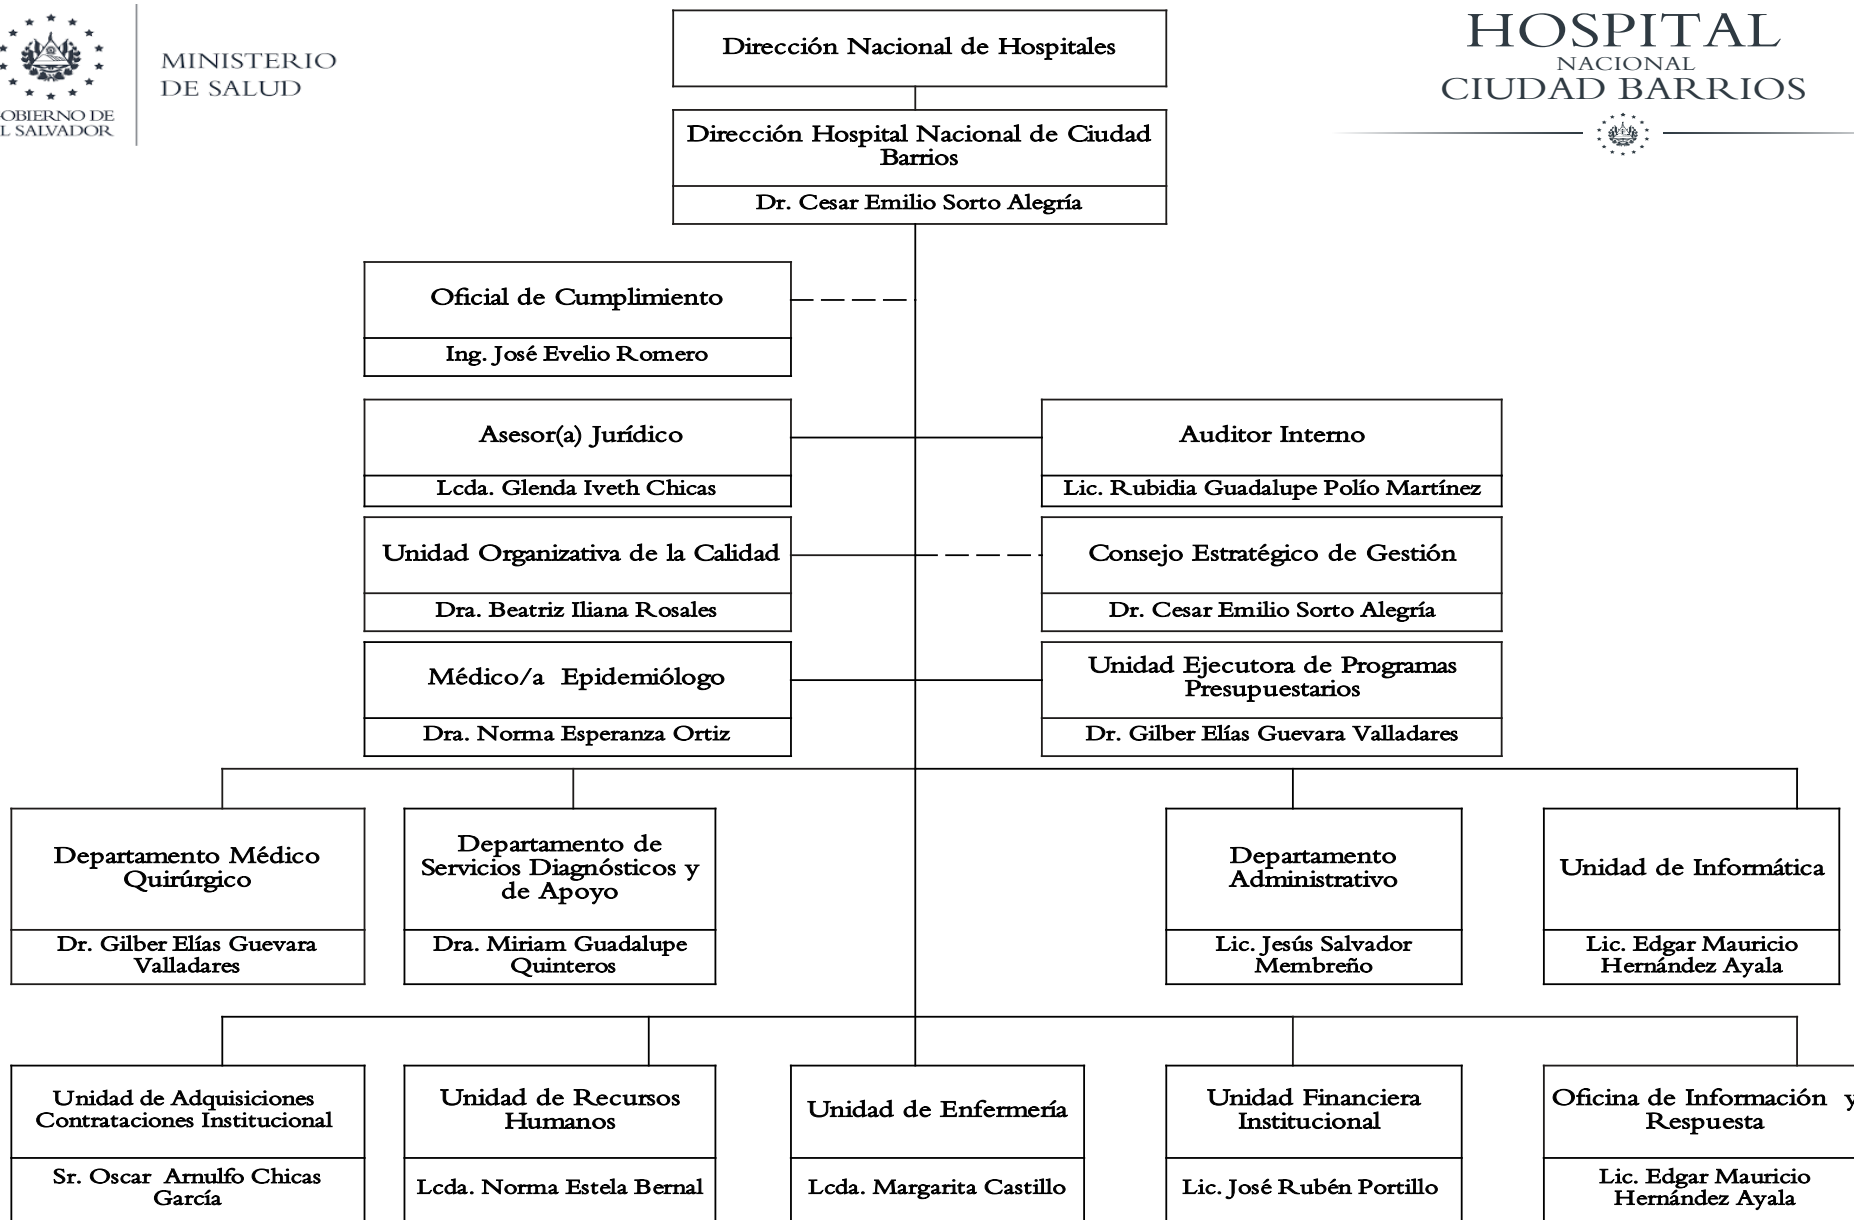 OBIERNO DE
L SALVADOR
MINISTERIO
DE SALUD
HOSPITAL
NACIONAL
CIUDAD BARRIOS
Dirección Nacional de Hospitales
Dirección Hospital Nacional de Ciudad
Barrios
Dr. Cesar Emilio Sorto Alegría
Oficial de Cumplimiento
Ing. José Evelio Romero
Asesor(a) Jurídico
Lcda. Glenda Iveth Chicas
Auditor Interno
Lic. Rubidia Guadalupe Polío Martínez
Unidad Organizativa de la Calidad
Dra. Beatriz Iliana Rosales
Consejo Estratégico de Gestión
Dr. Cesar Emilio Sorto Alegría
Médico/a Epidemiólogo
Dra. Norma Esperanza Ortiz
Unidad Ejecutora de Programas
Presupuestarios
Dr. Gilber Elías Guevara Valladares
Departamento Médico
Quirúrgico
Dr. Gilber Elías Guevara
Valladares
Departamento de
Servicios Diagnósticos y
de Apoyo
Dra. Miriam Guadalupe
Quinteros
Departamento
Administrativo
Lic. Jesús Salvador
Membreño
Unidad de Informática
Lic. Edgar Mauricio
Hernández Ayala
Unidad de Adquisiciones
Contrataciones Institucional
Sr. Oscar Arnulfo Chicas
García
Unidad de Recursos
Humanos
Lcda. Norma Estela Bernal
Unidad de Enfermería
Lcda. Margarita Castillo
Unidad Financiera
Institucional
Lic. José Rubén Portillo
Oficina de Información y
Respuesta
Lic. Edgar Mauricio
Hernández Ayala